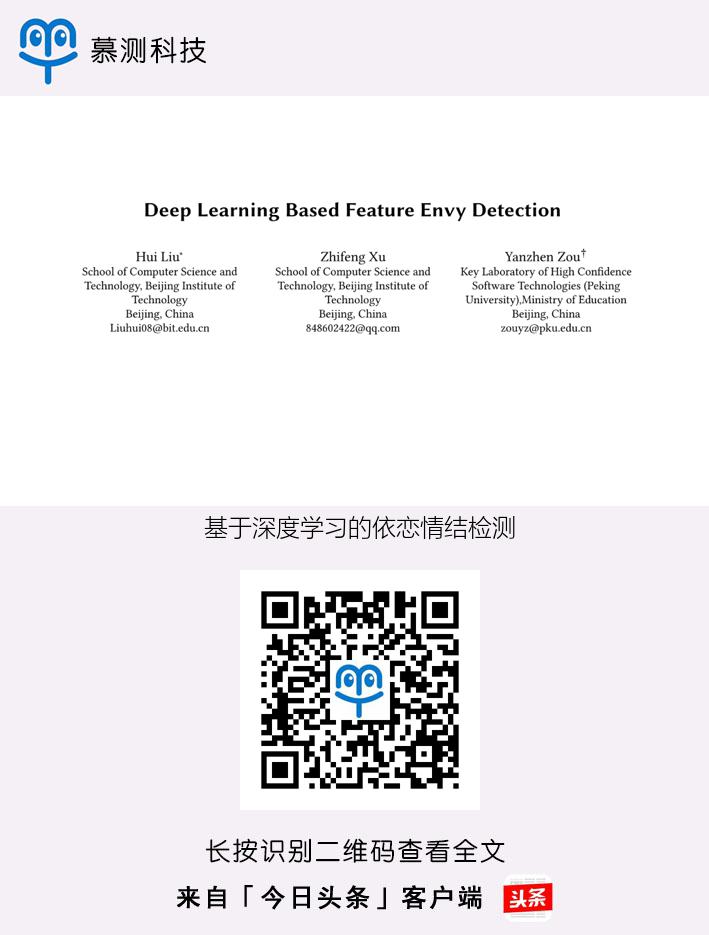 慕测科技
Deep Learning Based Feature Envy Detection
Hui Liu*
School of Computer Science and
Technology, Beijing Institute of
Technology
Beijing, China
Liuhui08@bit.edu.cn
Zhifeng Xu
School of Computer Science and
Technology, Beijing Institute of
Technology
Beijing, China
848602422@qq.com
Yanzhen Zou†
Key Laboratory of High Confidence
Software Technologies (Peking
University),Ministry of Education
Beijing, China
zouyz@pku.edu.cn
基于深度学习的依恋情结检测
长按识别二维码查看全文
来自「今日头条」客户端
头条